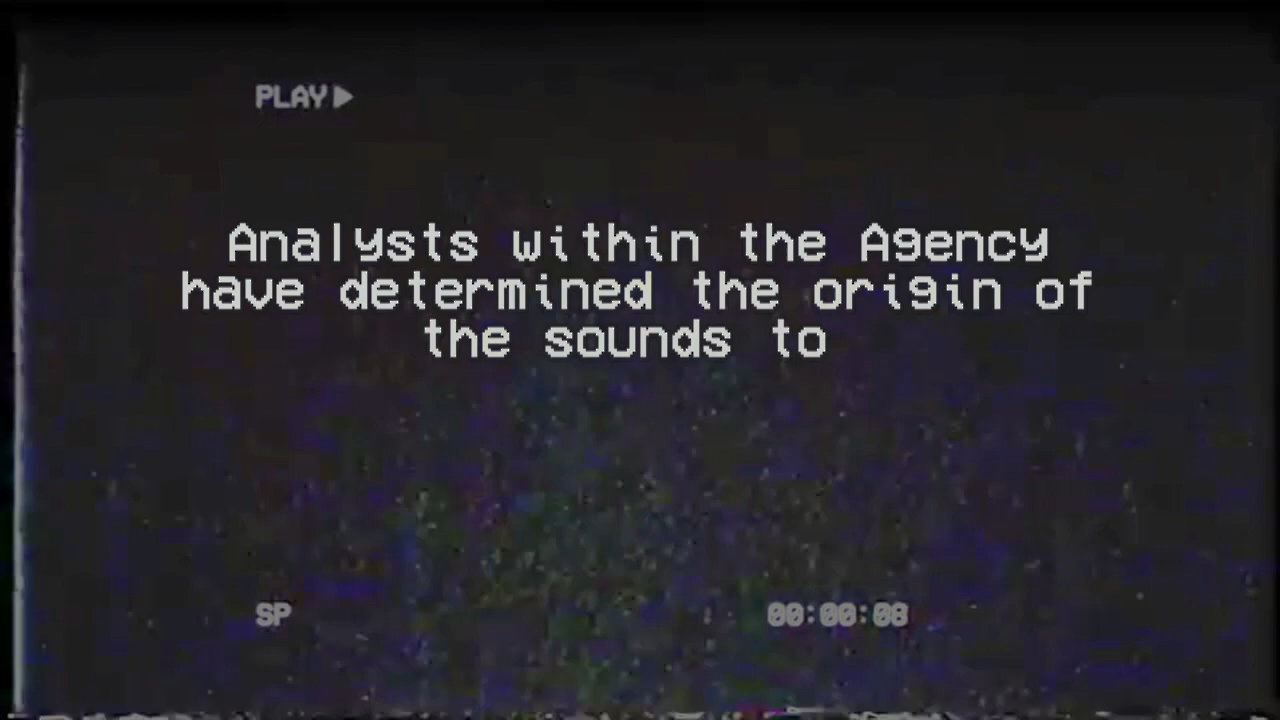 PLAY▶
Analysts within the Agency
have determined the origin of
the sounds to
SP
00:00:08